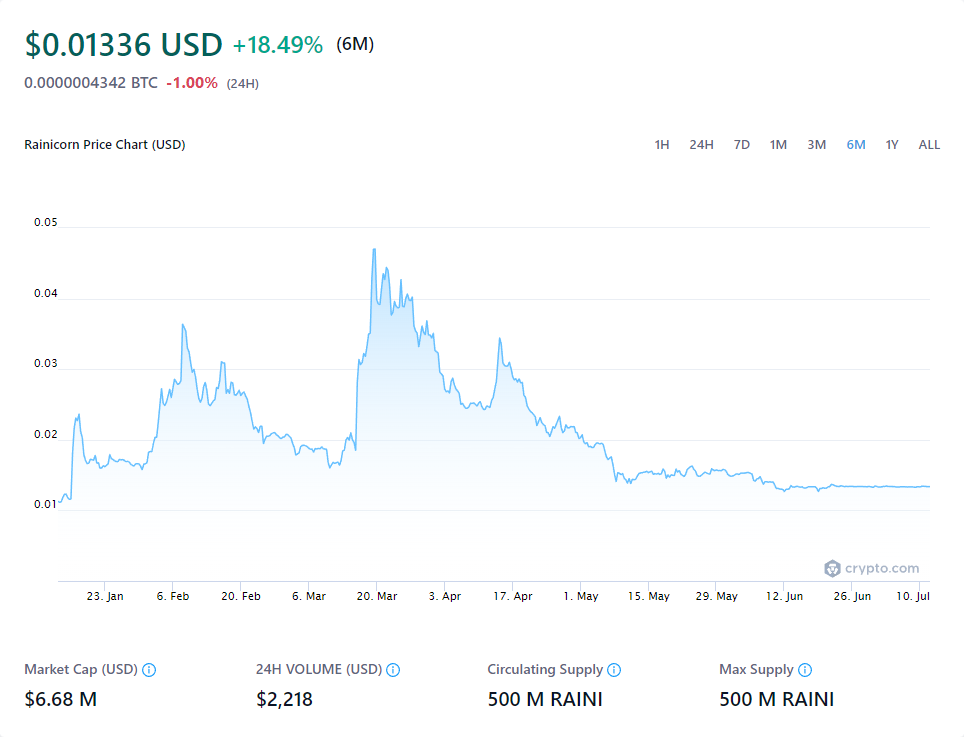 $0.01336 USD +18.49% (6M)
0.0000004342 BTC -1.00% (24H)
Rainicorn Price Chart (USD) 1H 24H 7D 1M 3M 6M 1Y ALL
0.05
0.04
0.03
0.02
0.01
crypto.com
23. Jan 6. Feb 20. Feb 6. Mar 20. Mar 3. Apr 17. Apr 1. May 15. May 29. May 12. Jun 26. Jun 10. Jul
Market Cap (USD) 24H VOLUME (USD) Circulating Supply Max Supply
$6.68 M $2,218 500 M RAINI 500 M RAINI